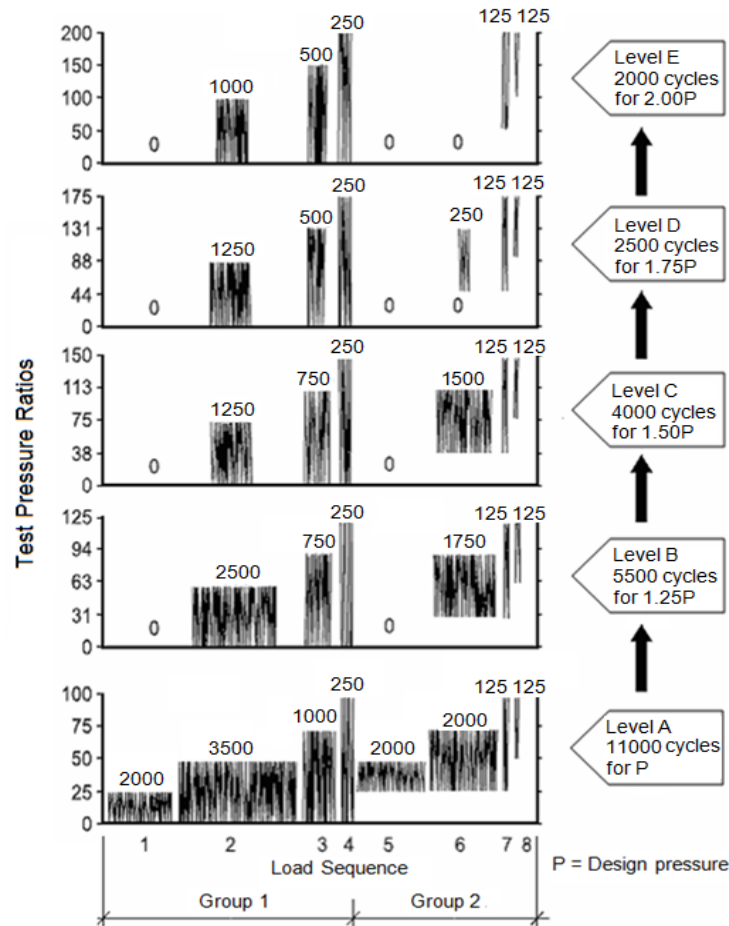 250
125 125
200
500
150
1000
100
50
0
0
0
0
Level E
2000 cycles
for 2.00P
250
125 125
175
500
250
131
1250
88
44
0
0
0
0
Level D
2500 cycles
for 1.75P
250
125 125
150
750
1500
113
1250
75
38
0
0
0
Level C
4000 cycles
for 1.50P
250
125 125
125
750
1750
94
2500
63
31
0
0
0
Level B
5500 cycles
for 1.25P
250
125 125
100
1000
2000
75
3500
2000
50
2000
25
0
Level A
11000 cycles
for P
Test Pressure Ratios
1 2 3 4 5 6 7 8
Load Sequence
P = Design pressure
Group 1
Group 2